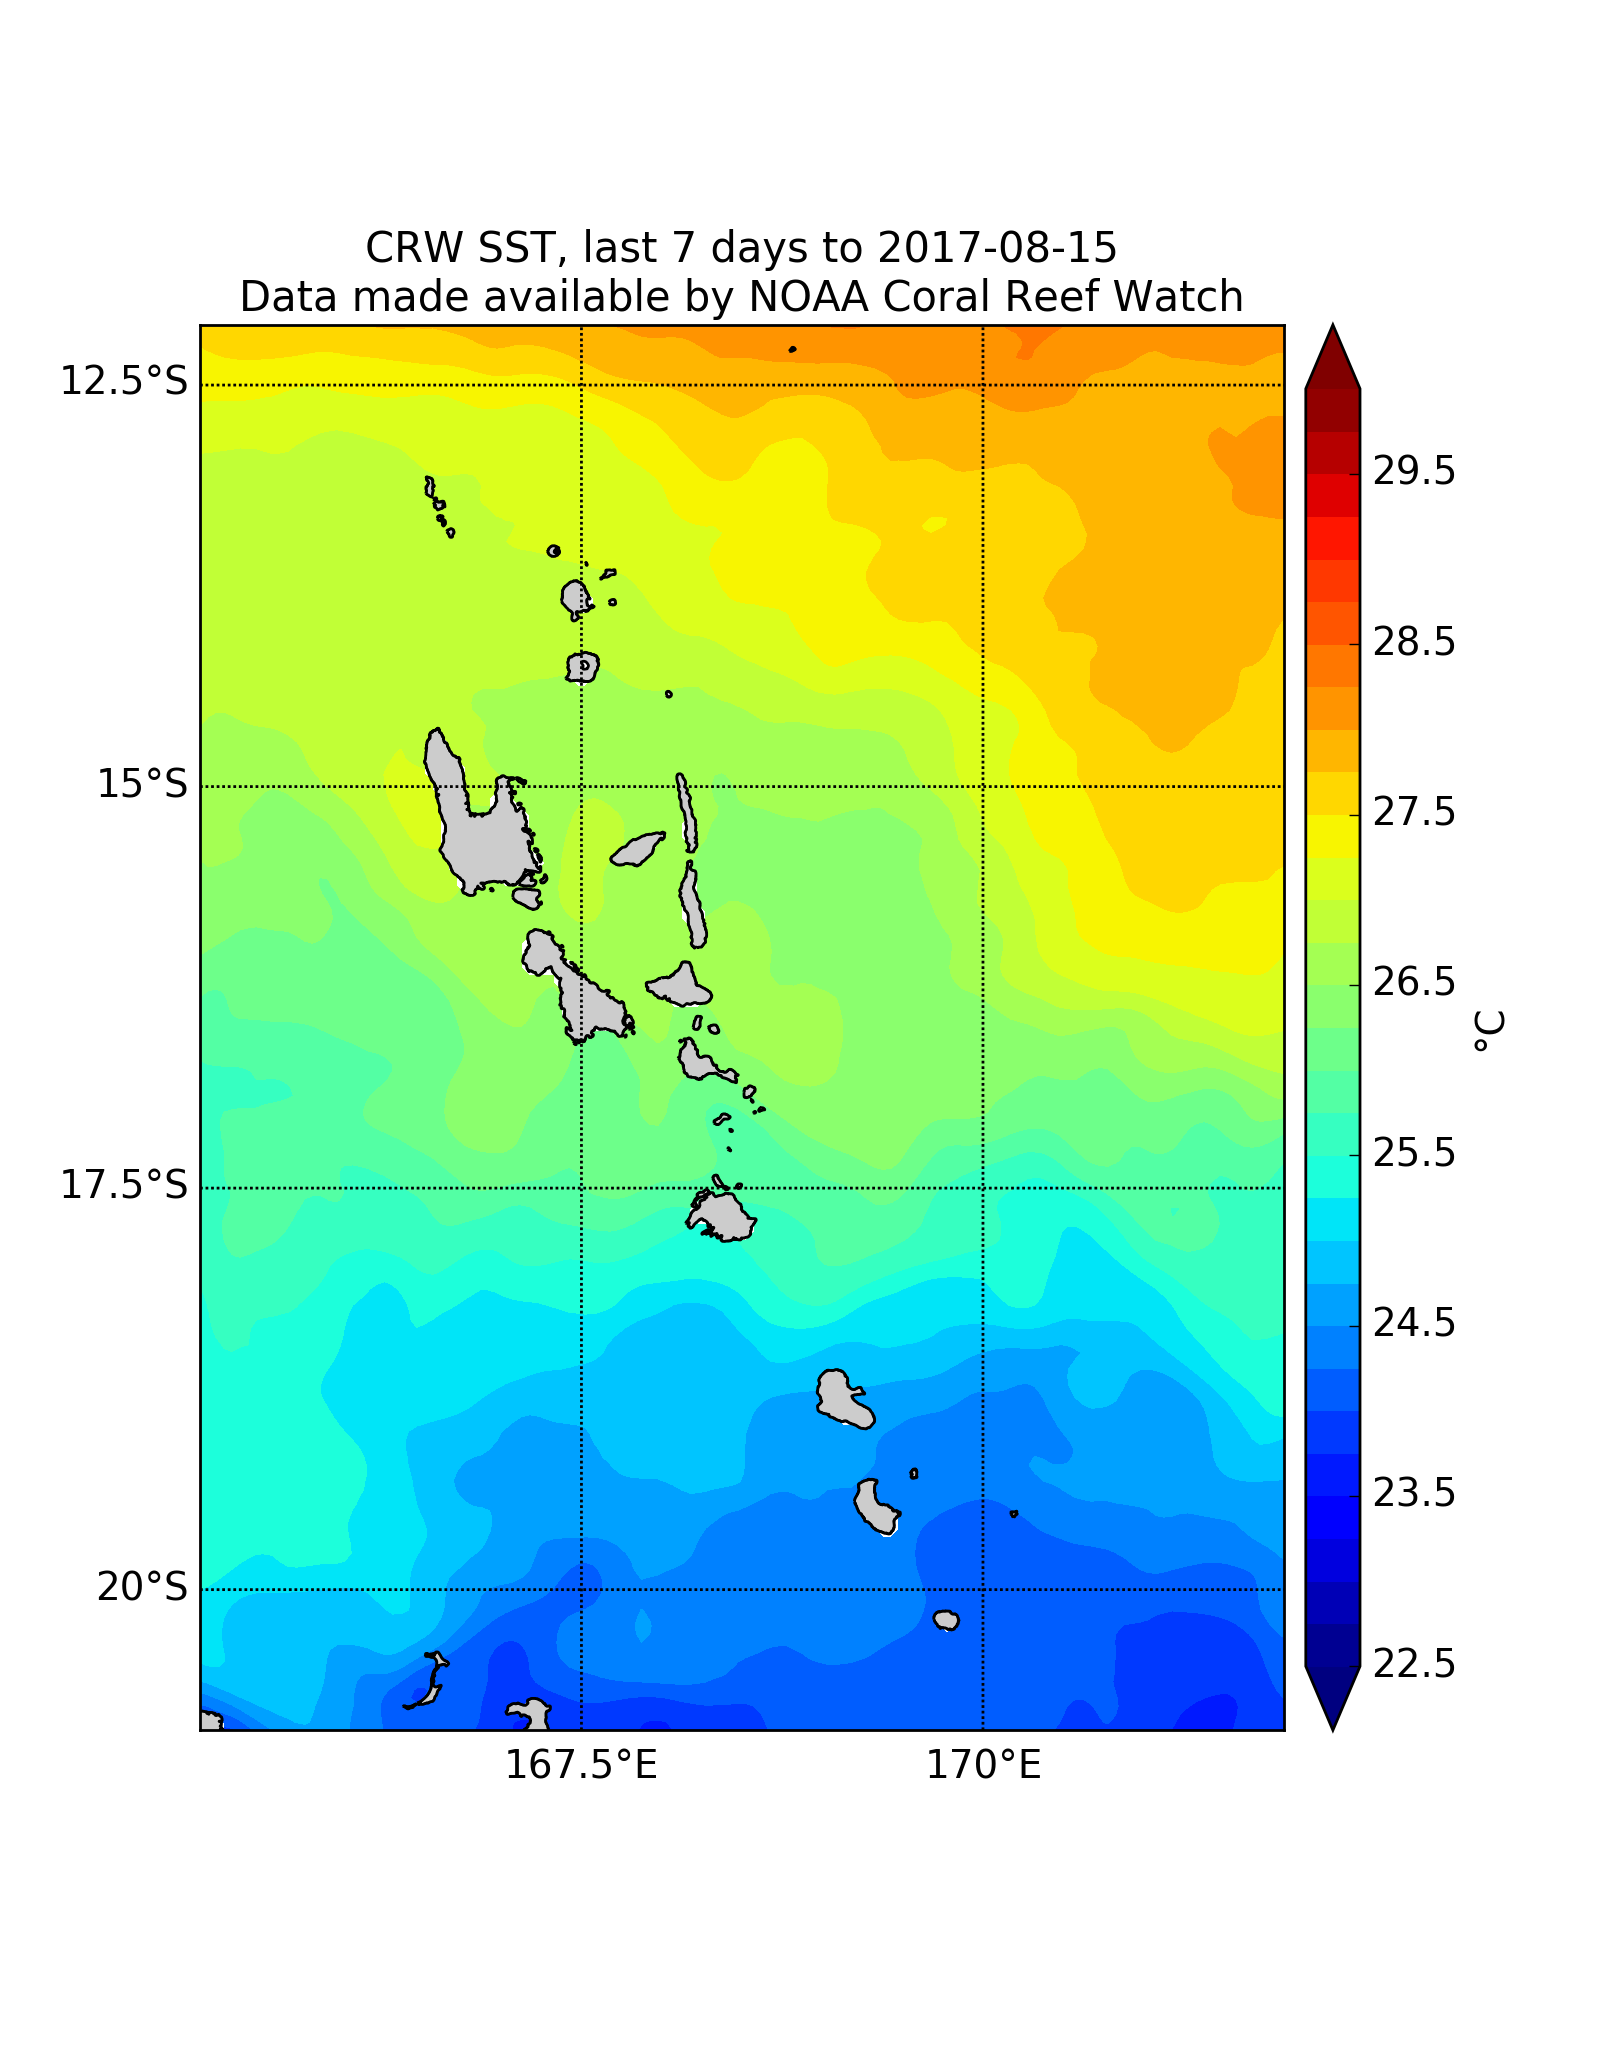 CRW SST, last 7 days to 2017-08-15
Data made available by NOAA Coral Reef Watch
12.5°S
15°S
17.5°S
20°S
167.5°E
170°E
29.5
28.5
27.5
26.5
25.5
24.5
23.5
22.5
°C